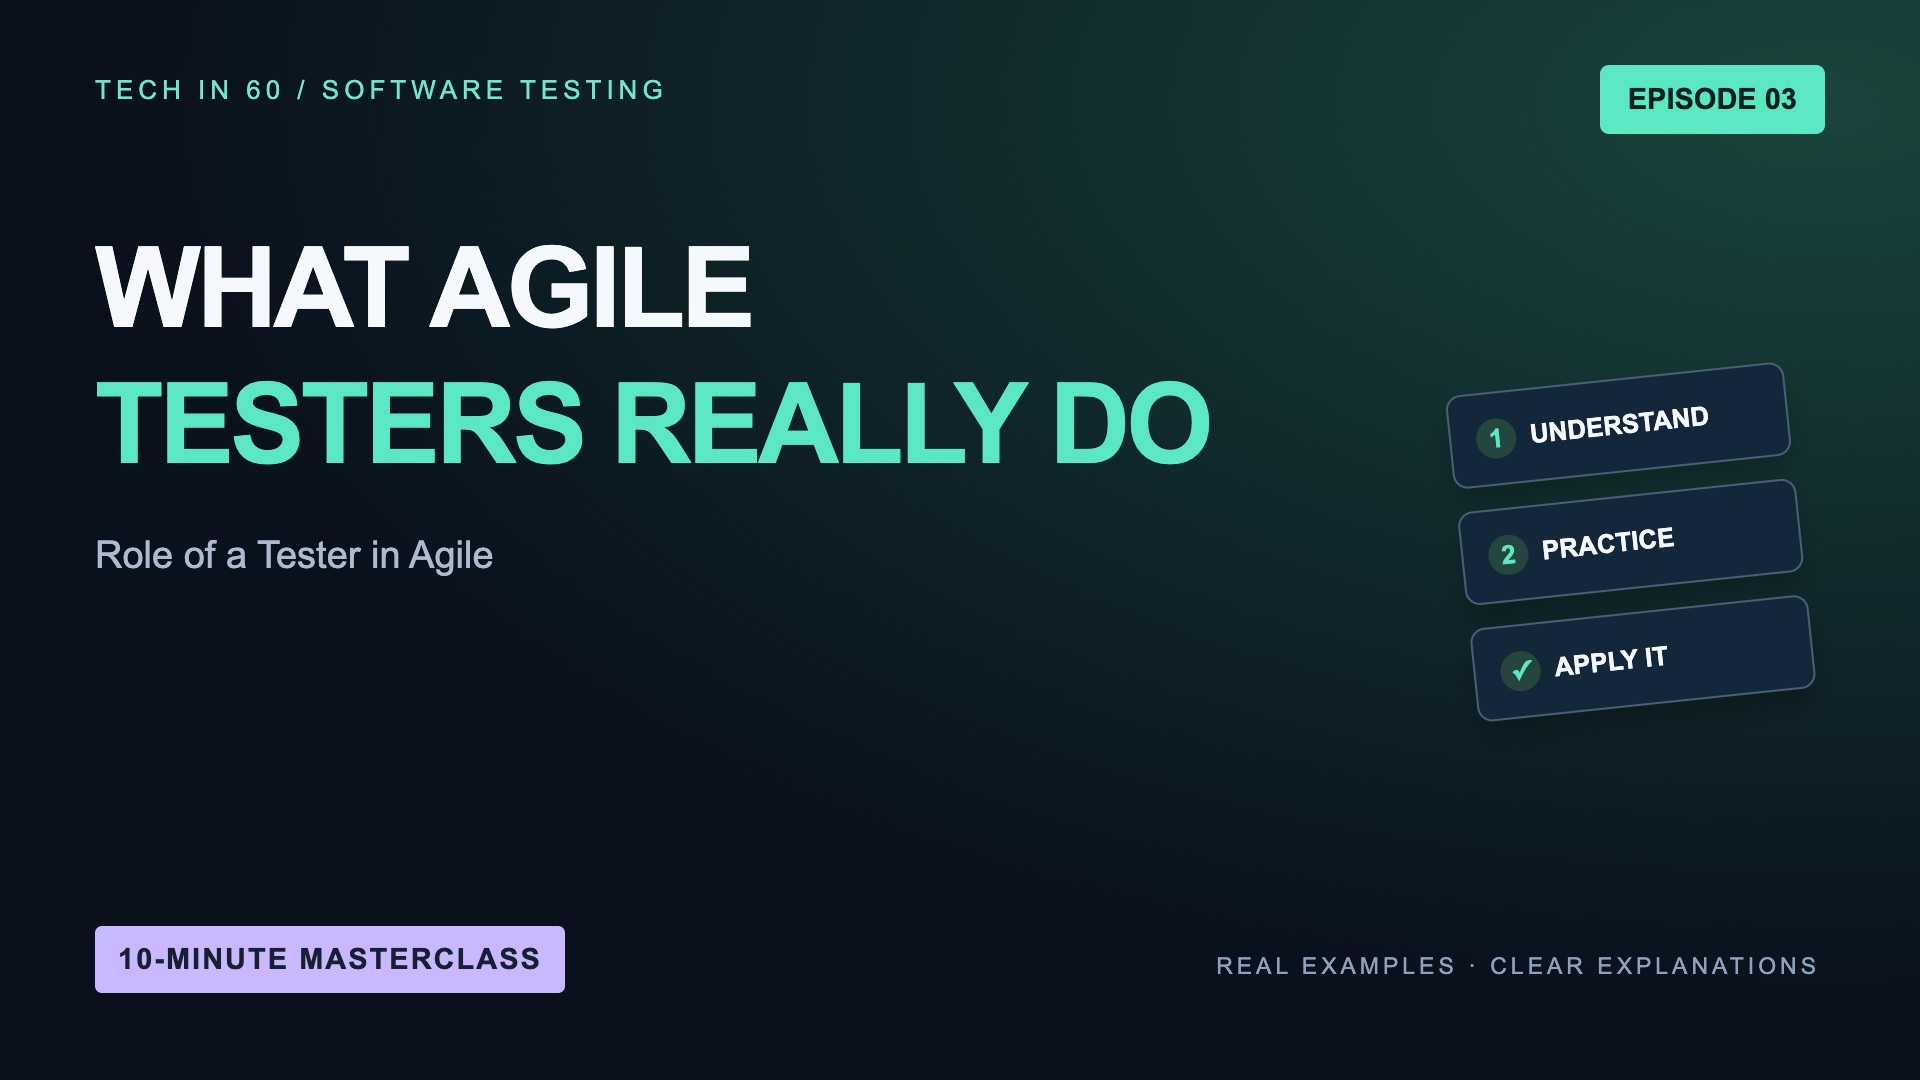 TECH IN 60 / SOFTWARE TESTING
EPISODE 03
WHAT AGILE
TESTERS REALLY DO
Role of a Tester in Agile
1 UNDERSTAND
2 PRACTICE
✓ APPLY IT
10-MINUTE MASTERCLASS
REAL EXAMPLES · CLEAR EXPLANATIONS